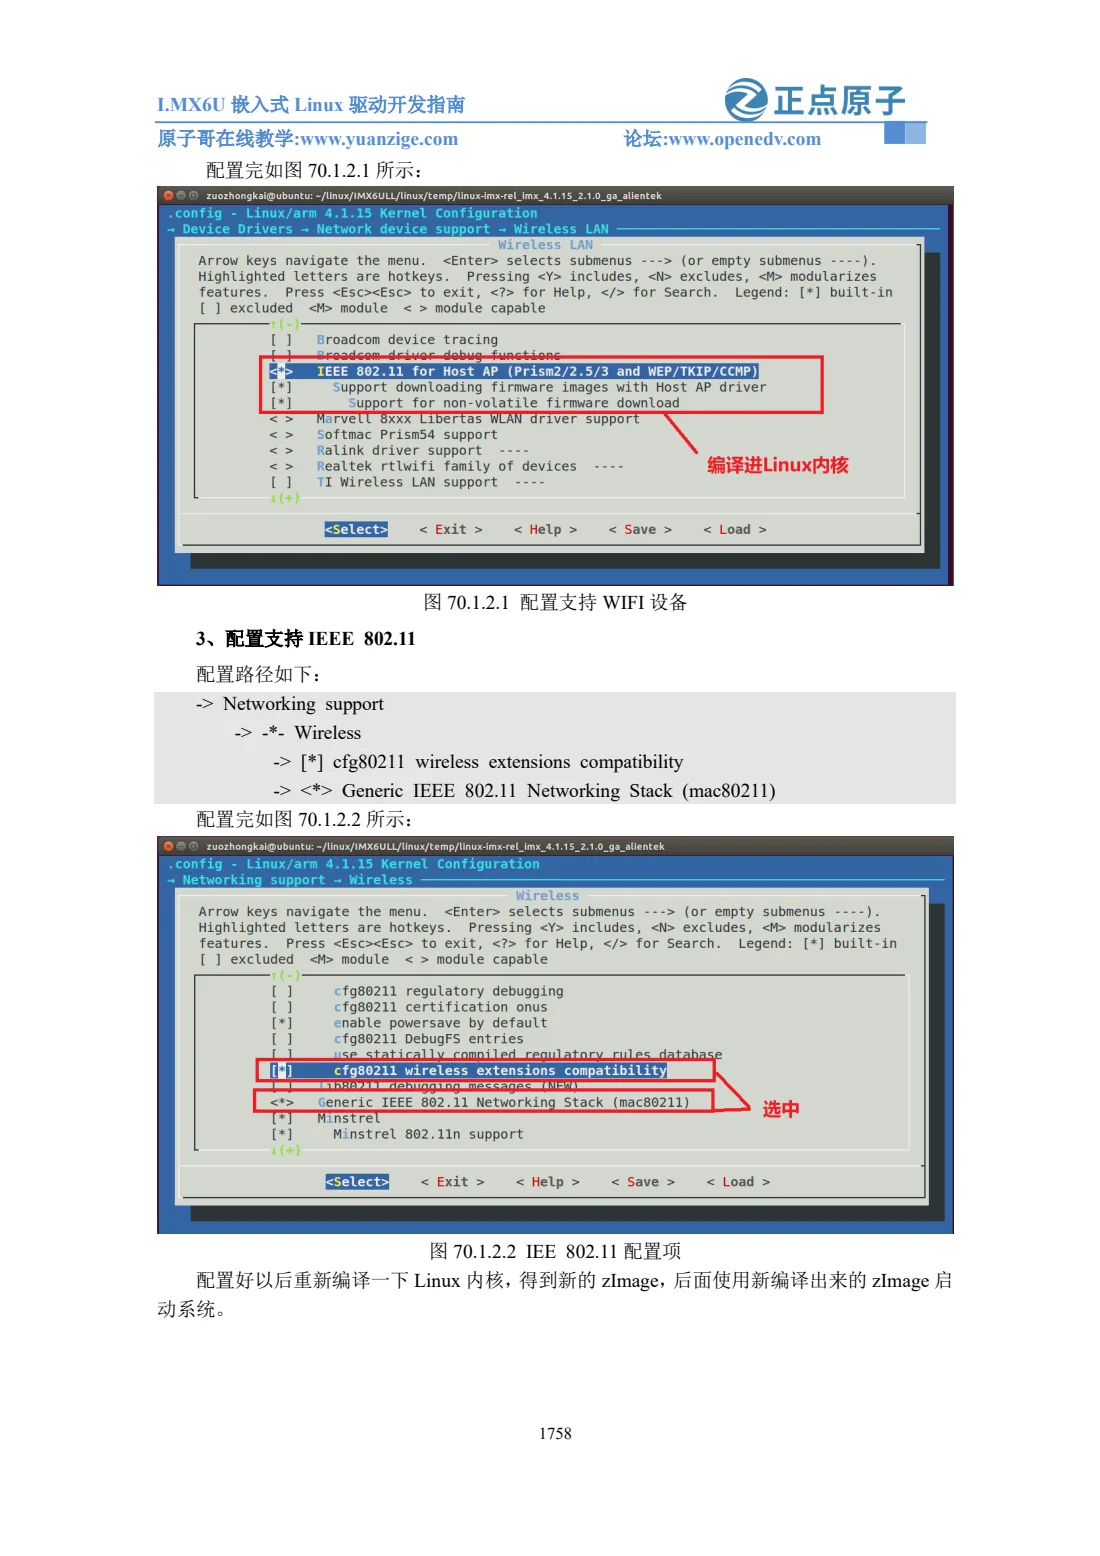 I.MX6U 嵌入式 Linux 驱动开发指南
正点原子
原子哥在线教学:www.yuanzige.com 论坛:www.openedv.com
配置完如图 70.1.2.1 所示：
zuozhongkai@ubuntu: ~/linux/IMX6ULL/linux/temp/linux-imx-rel_imx_4.1.15_2.1.0_ga_alientek
.config - Linux/arm 4.1.15 Kernel Configuration
→ Device Drivers → Network device support → Wireless LAN
Wireless LAN
Arrow keys navigate the menu.  <Enter> selects submenus ---> (or empty submenus ----).
Highlighted letters are hotkeys.  Pressing <Y> includes, <N> excludes, <M> modularizes
features.  Press <Esc><Esc> to exit, <?> for Help, </> for Search.  Legend: [*] built-in
[ ] excluded  <M> module  < > module capable
↑(-)
[ ]   Broadcom device tracing
[ ]   Broadcom driver debug functions
<*>   IEEE 802.11 for Host AP (Prism2/2.5/3 and WEP/TKIP/CCMP)
[*]     Support downloading firmware images with Host AP driver
[*]       Support for non-volatile firmware download
< >   Marvell 8xxx Libertas WLAN driver support
< >   Softmac Prism54 support
< >   Ralink driver support  ----
< >   Realtek rtlwifi family of devices  ----
编译进Linux内核
[ ]   TI Wireless LAN support  ----
↓(+)
<Select>    < Exit >    < Help >    < Save >    < Load >
图 70.1.2.1 配置支持 WIFI 设备
3、配置支持 IEEE 802.11
配置路径如下：
-> Networking support
-> -*- Wireless
-> [*] cfg80211 wireless extensions compatibility
-> <*> Generic IEEE 802.11 Networking Stack (mac80211)
配置完如图 70.1.2.2 所示：
zuozhongkai@ubuntu: ~/linux/IMX6ULL/linux/temp/linux-imx-rel_imx_4.1.15_2.1.0_ga_alientek
.config - Linux/arm 4.1.15 Kernel Configuration
→ Networking support → Wireless
Wireless
Arrow keys navigate the menu.  <Enter> selects submenus ---> (or empty submenus ----).
Highlighted letters are hotkeys.  Pressing <Y> includes, <N> excludes, <M> modularizes
features.  Press <Esc><Esc> to exit, <?> for Help, </> for Search.  Legend: [*] built-in
[ ] excluded  <M> module  < > module capable
↑(-)
[ ]     cfg80211 regulatory debugging
[ ]     cfg80211 certification onus
[*]     enable powersave by default
[ ]     cfg80211 DebugFS entries
[ ]     use statically compiled regulatory rules database
[*]     cfg80211 wireless extensions compatibility
[ ]   lib80211 debugging messages (NEW)
<*>   Generic IEEE 802.11 Networking Stack (mac80211)
选中
[*]   Minstrel
[*]     Minstrel 802.11n support
↓(+)
<Select>    < Exit >    < Help >    < Save >    < Load >
图 70.1.2.2 IEE 802.11 配置项
配置好以后重新编译一下 Linux 内核，得到新的 zImage，后面使用新编译出来的 zImage 启
动系统。
1758